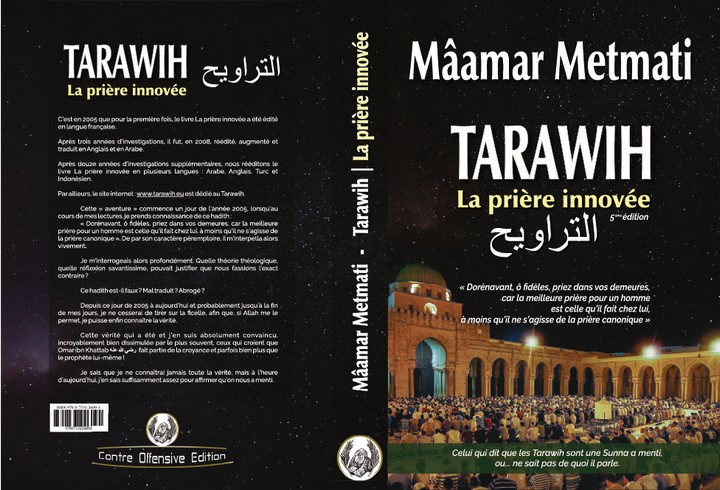 TARAWIH التراويح
La prière innovée
C'est en 2005 que pour la première fois, le livre La prière innovée a été édité
en langue française.
Après trois années d'investigations, il fut, en 2008, réédité, augmenté et
traduit en Anglais et en Arabe.
Après douze années d'investigations supplémentaires, nous rééditons le
livre La prière innovée en plusieurs langues : Arabe, Anglais, Turc et
Indonésien.
Par ailleurs, le site internet : www.tarawih.eu est dédié au Tarawih.
Cette « aventure » commence un jour de l'année 2005, lorsqu'au
cours de mes lectures, je prends connaissance de ce hadith :
« Dorénavant, ô fidèles, priez dans vos demeures, car la meilleure
prière pour un homme est celle qu'il fait chez lui, à moins qu'il ne s'agisse de
la prière canonique ». De par son caractère péremptoire, il m'interpella alors
vivement.
Je m'interrogeais alors profondément. Quelle théorie théologique,
quelle réflexion savantissime, pouvait justifier que nous fassions l'exact
contraire ?
Ce hadith est-il faux ? Mal traduit ? Abrogé ?
Depuis ce jour de 2005 à aujourd'hui et probablement jusqu'à la fin
de mes jours, je ne cesserai de tirer sur la ficelle, afin que, si Allah me le
permet, je puisse enfin connaître la vérité.
Cette vérité qui a été et j'en suis absolument convaincu,
incroyablement bien dissimulée par le plus souvent, ceux qui croient que
Omar ibn Khattab رضي الله عنه fait partie de la croyance et parfois bien plus que
le prophète lui-même !
Je sais que je ne connaîtrai jamais toute la vérité, mais à l'heure
d'aujourd'hui, j'en sais suffisamment assez pour affirmer qu'on nous a menti.
Contre Offensive Edition
Mâamar Metmati - Tarawih | La prière innovée
Mâamar Metmati
TARAWIH
La prière innovée
5ème édition
التراويح
« Dorénavant, ô fidèles, priez dans vos demeures,
car la meilleure prière pour un homme
est celle qu'il fait chez lui,
à moins qu'il ne s'agisse de la prière canonique »
Celui qui dit que les Tarawih sont une Sunna a menti,
ou... ne sait pas de quoi il parle.